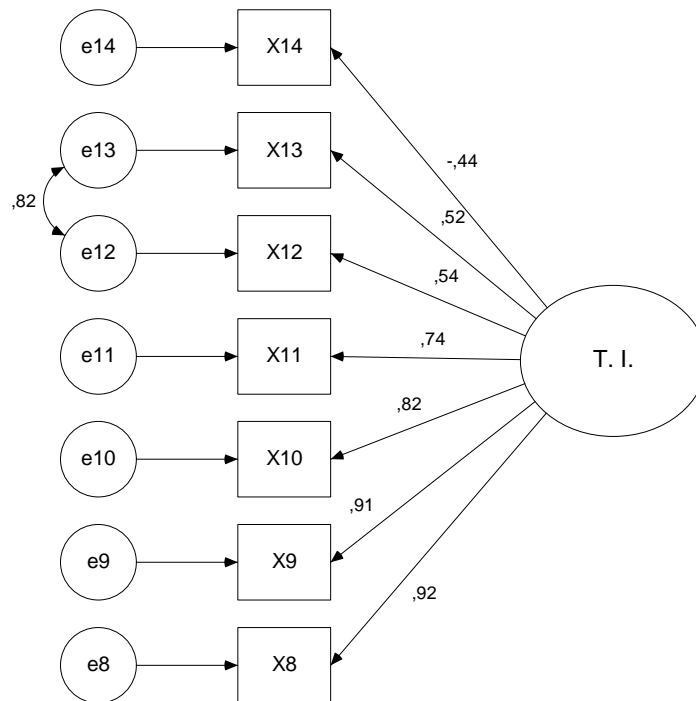 e14
X14
-,44
e13
X13
,82
,52
e12
X12
,54
e11
X11
,74
T. I.
e10
X10
,82
e9
X9
,91
e8
X8
,92